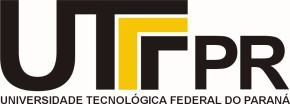 UTFPR
UNIVERSIDADE TECNOLÓGICA FEDERAL DO PARANÁ